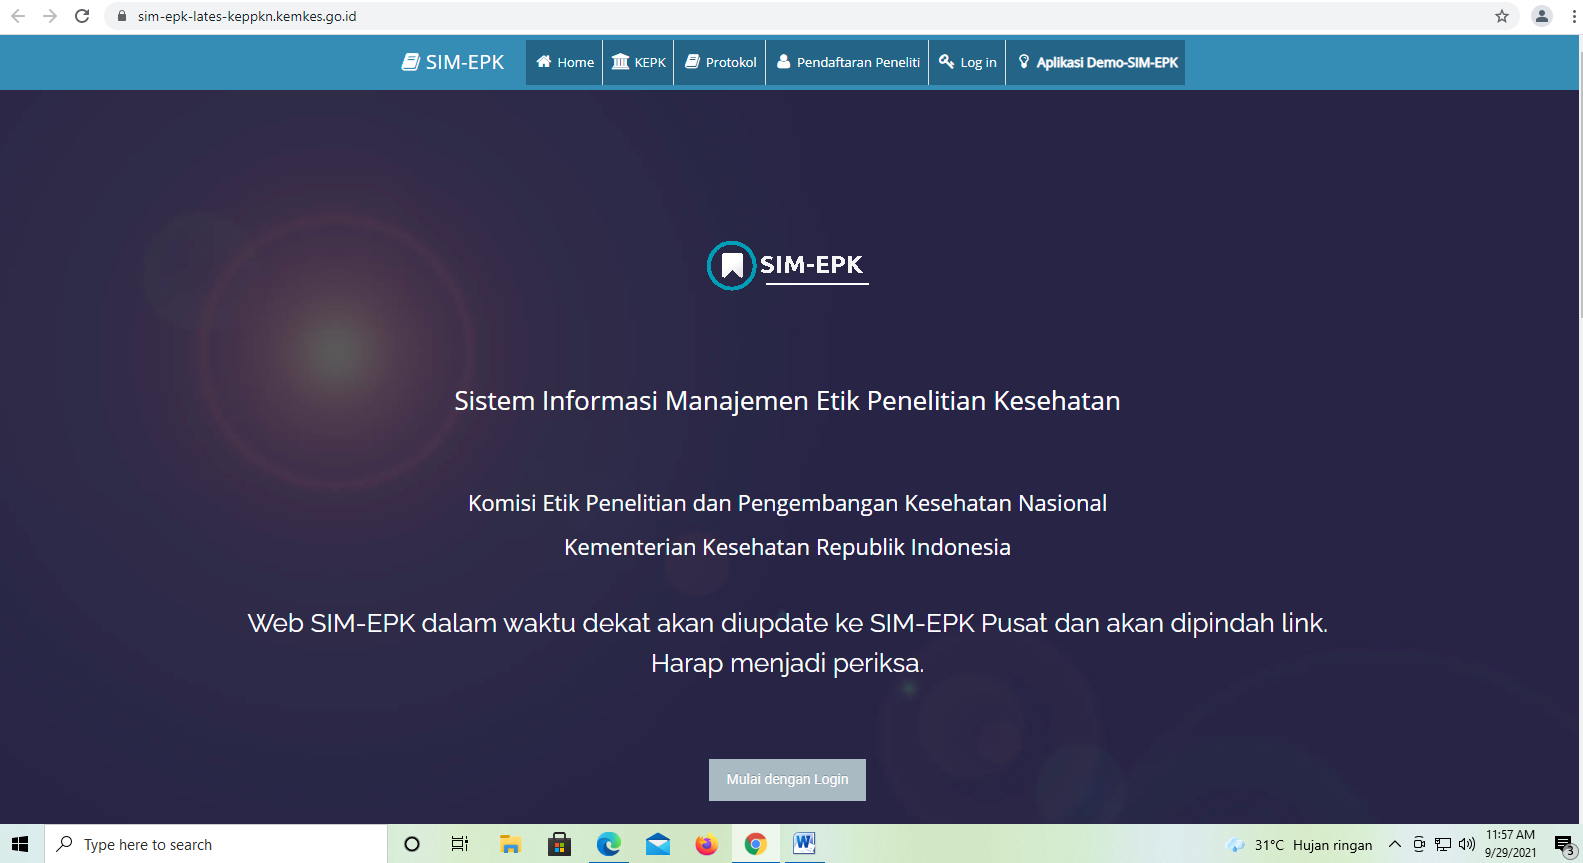 sim-epk-lates-keppkn.kemkes.go.id
SIM-EPK Home KEPK Protokol Pendaftaran Peneliti Log in Aplikasi Demo-SIM-EPK
SIM-EPK
Sistem Informasi Manajemen Etik Penelitian Kesehatan
Komisi Etik Penelitian dan Pengembangan Kesehatan Nasional
Kementerian Kesehatan Republik Indonesia
Web SIM-EPK dalam waktu dekat akan diupdate ke SIM-EPK Pusat dan akan dipindah link.
Harap menjadi periksa.
Mulai dengan Login
Type here to search
31°C Hujan ringan
11:57 AM
9/29/2021
3